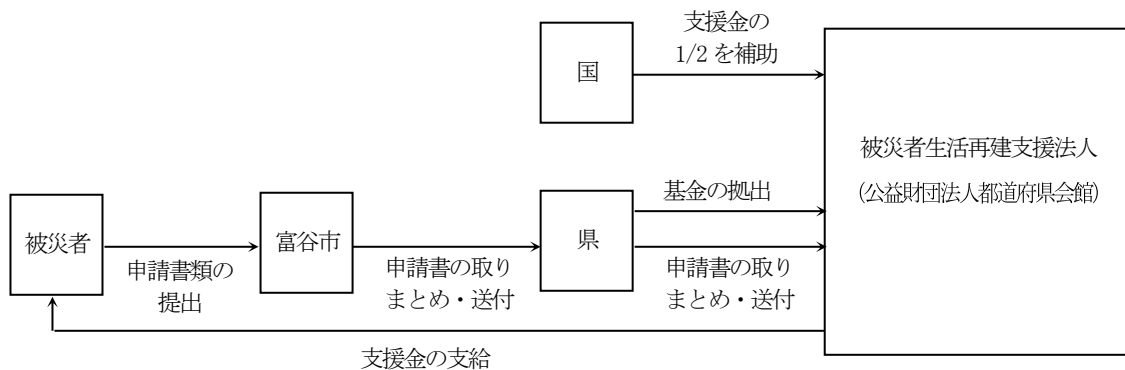 支援金の
1/2を補助
国
被災者生活再建支援法人
(公益財団法人都道府県会館)
基金の拠出
県
被災者
富谷市
申請書類の
提出
申請書の取り
まとめ・送付
申請書の取り
まとめ・送付
支援金の支給